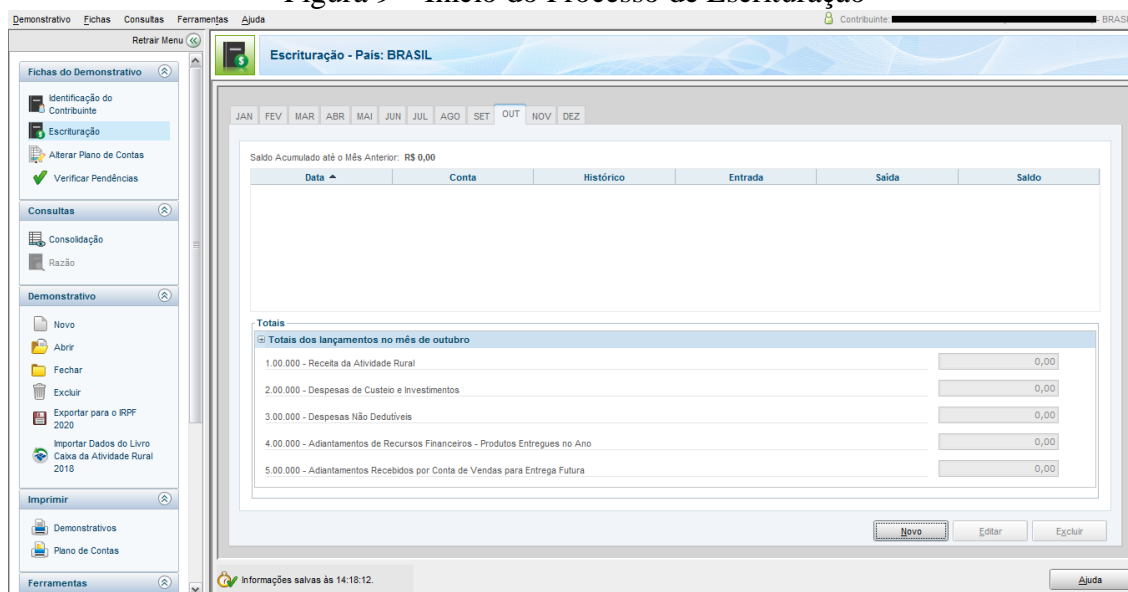 Figura 9 – Início do Processo de Escrituração
Demonstrativo Fichas Consultas Ferramentas Ajuda
Contribuinte: - BRASI
Retrair Menu
Fichas do Demonstrativo
Identificação do
Contribuinte
Escrituração
Alterar Plano de Contas
Verificar Pendências
Consultas
Consolidação
Razão
Demonstrativo
Novo
Abrir
Fechar
Excluir
Exportar para o IRPF
2020
Importar Dados do Livro
Caixa da Atividade Rural
2018
Imprimir
Demonstrativos
Plano de Contas
Ferramentas
Escrituração - País: BRASIL
JAN FEV MAR ABR MAI JUN JUL AGO SET OUT NOV DEZ
Saldo Acumulado até o Mês Anterior: R$ 0,00
Data Conta Histórico Entrada Saída Saldo
Totais
Totais dos lançamentos no mês de outubro
1.00.000 - Receita da Atividade Rural 0,00
2.00.000 - Despesas de Custeio e Investimentos 0,00
3.00.000 - Despesas Não Dedutíveis 0,00
4.00.000 - Adiantamentos de Recursos Financeiros - Produtos Entregues no Ano 0,00
5.00.000 - Adiantamentos Recebidos por Conta de Vendas para Entrega Futura 0,00
Novo Editar Excluir
Informações salvas às 14:18:12.
Ajuda